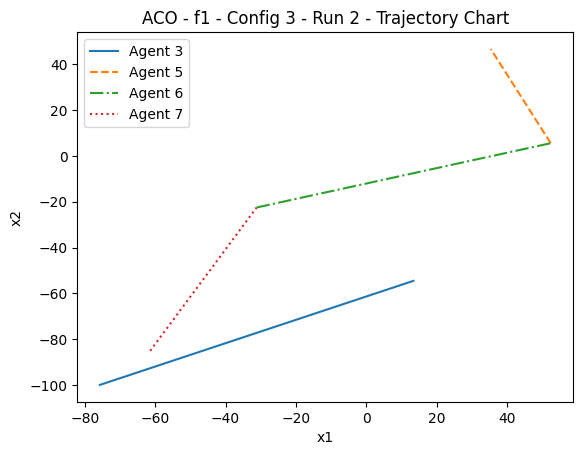 ACO - f1 - Config 3 - Run 2 - Trajectory Chart
Agent 3
Agent 5
Agent 6
Agent 7
40
20
0
−20
−40
−60
−80
−100
x2
−80
−60
−40
−20
0
20
40
x1